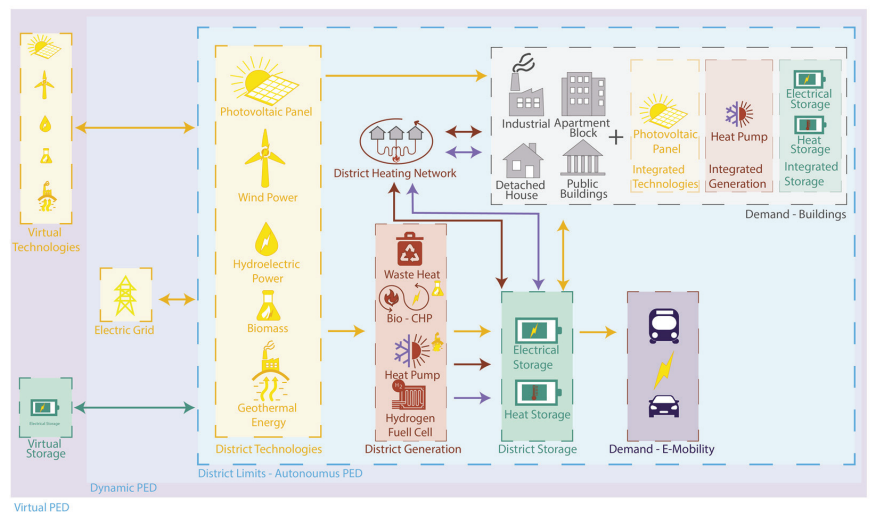 Photovoltaic Panel
Wind Power
Hydroelectric
Power
Biomass
Geothermal
Energy
District Technologies
Virtual
Technologies
Electric Grid
Electrical Storage
Virtual
Storage
District Heating Network
Industrial
Apartment
Block
Detached
House
Public
Buildings
+
Photovoltaic
Panel
Integrated
Technologies
Heat Pump
Integrated
Generation
Electrical
Storage
Heat
Storage
Integrated
Storage
Demand - Buildings
Waste Heat
Bio - CHP
Heat Pump
H2
Hydrogen
Fuell Cell
District Generation
Electrical
Storage
Heat Storage
District Storage
Demand - E-Mobility
District Limits - Autonoumus PED
Dynamic PED
Virtual PED